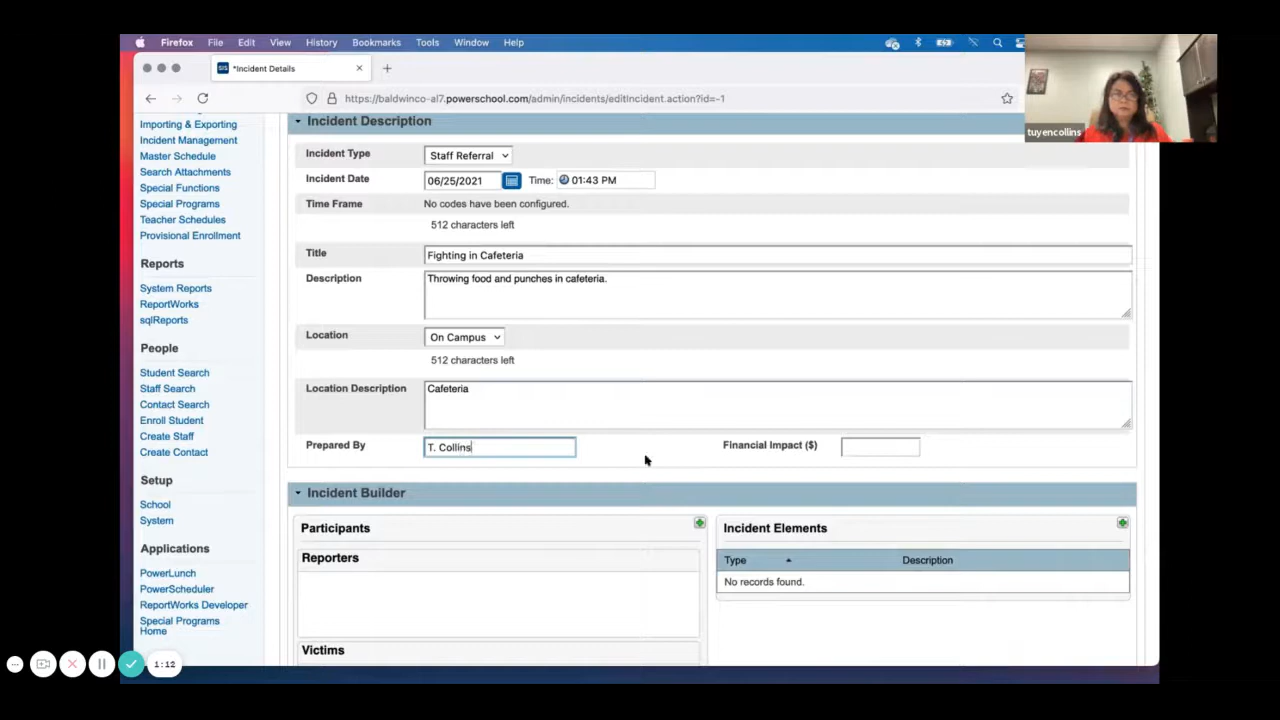 Firefox File Edit View History Bookmarks Tools Window Help
*Incident Details
https://baldwinco-al7.powerschool.com/admin/incidents/editIncident.action?id=-1
tuyencollins
Importing & Exporting
Incident Management
Master Schedule
Search Attachments
Special Functions
Special Programs
Teacher Schedules
Provisional Enrollment
Reports
System Reports
ReportWorks
sqlReports
People
Student Search
Staff Search
Contact Search
Enroll Student
Create Staff
Create Contact
Setup
School
System
Applications
PowerLunch
PowerScheduler
ReportWorks Developer
Special Programs
Home
Incident Description
Incident Type Staff Referral
Incident Date 06/25/2021 Time: 01:43 PM
Time Frame No codes have been configured.
512 characters left
Title Fighting in Cafeteria
Description Throwing food and punches in cafeteria.
Location On Campus
512 characters left
Location Description Cafeteria
Prepared By T. Collins Financial Impact ($)
Incident Builder
Participants
Reporters
Victims
Incident Elements
Type Description
No records found.
1:12